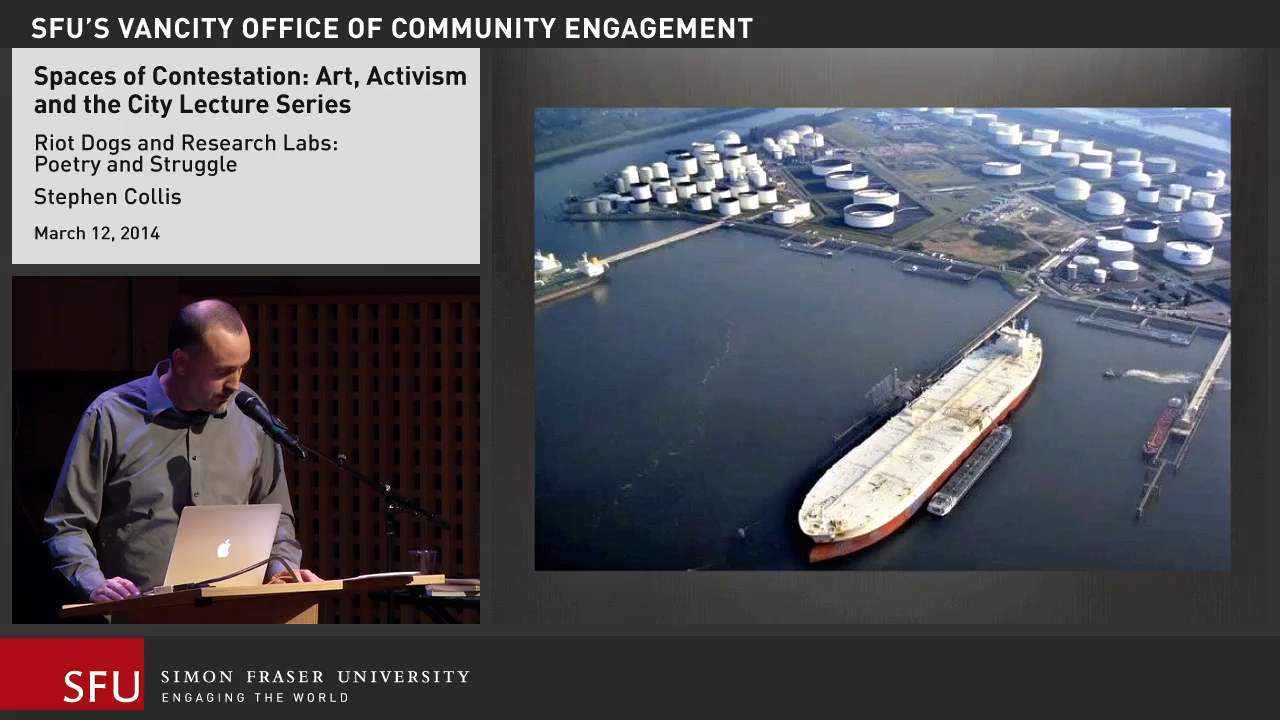 SFU'S VANCITY OFFICE OF COMMUNITY ENGAGEMENT
Spaces of Contestation: Art, Activism
and the City Lecture Series
Riot Dogs and Research Labs:
Poetry and Struggle
Stephen Collis
March 12, 2014
SFU
SIMON FRASER UNIVERSITY
ENGAGING THE WORLD